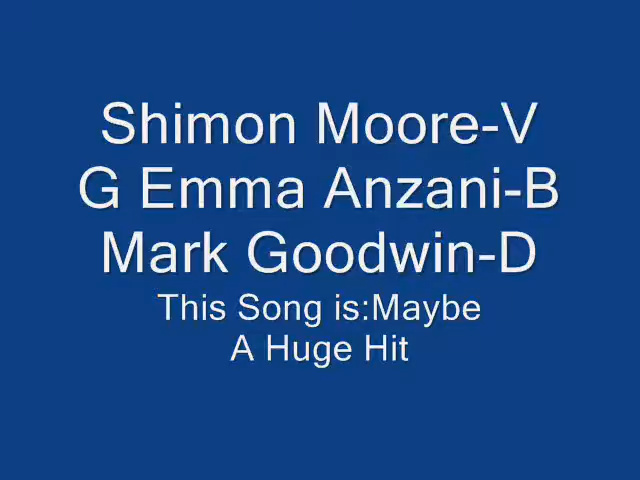 Shimon Moore-V
G Emma Anzani-B
Mark Goodwin-D
This Song is:Maybe
A Huge Hit